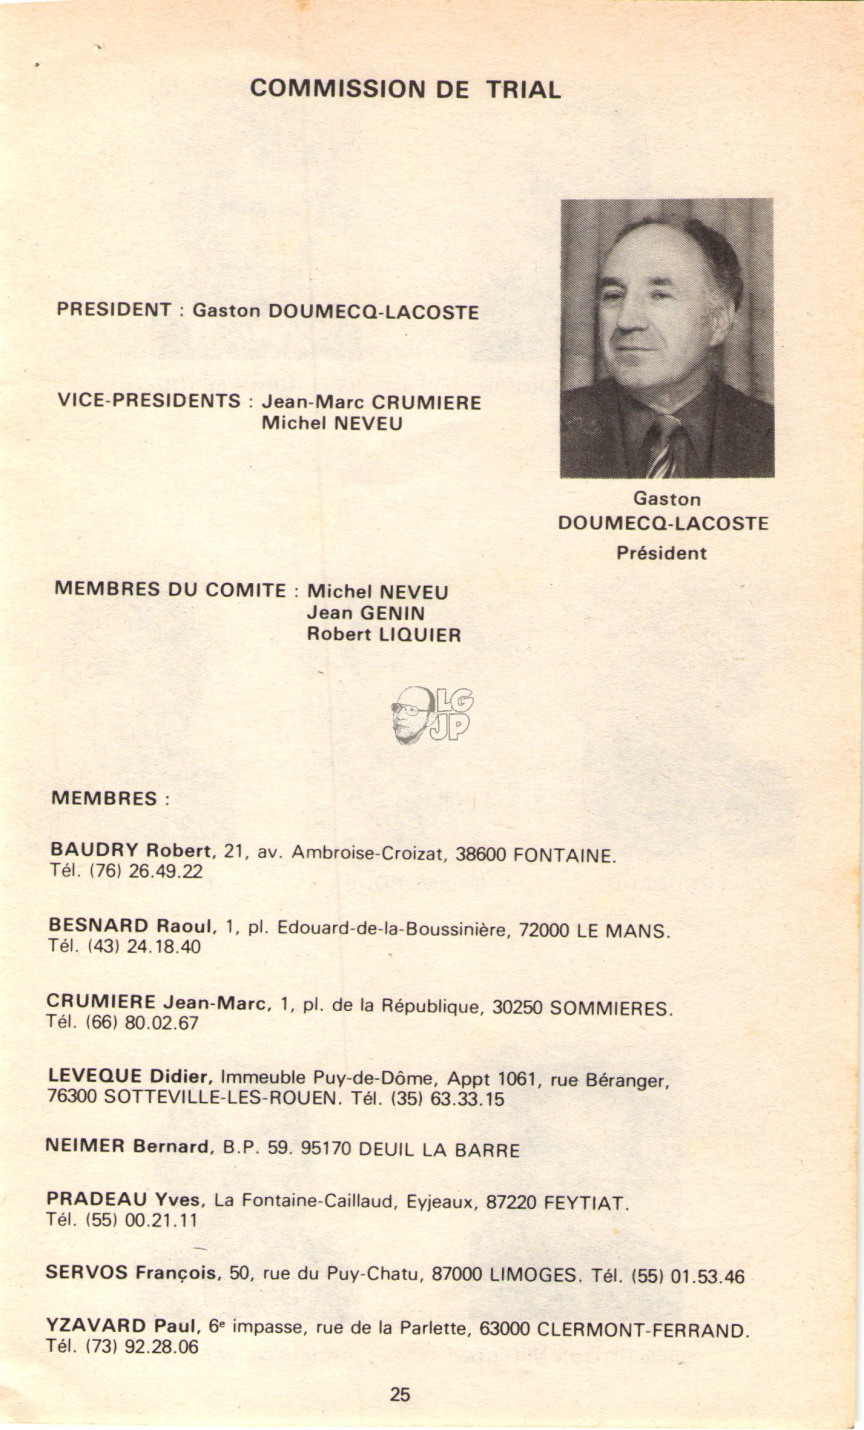 COMMISSION DE TRIAL
PRESIDENT : Gaston DOUMECQ-LACOSTE
VICE-PRESIDENTS : Jean-Marc CRUMIERE
Michel NEVEU
Gaston
DOUMECQ-LACOSTE
Président
MEMBRES DU COMITE : Michel NEVEU
Jean GENIN
Robert LIQUIER
LG
JP
MEMBRES :
BAUDRY Robert, 21, av. Ambroise-Croizat, 38600 FONTAINE.
Tél. (76) 26.49.22
BESNARD Raoul, 1, pl. Edouard-de-la-Boussinière, 72000 LE MANS.
Tél. (43) 24.18.40
CRUMIERE Jean-Marc, 1, pl. de la République, 30250 SOMMIERES.
Tél. (66) 80.02.67
LEVEQUE Didier, Immeuble Puy-de-Dôme, Appt 1061, rue Béranger,
76300 SOTTEVILLE-LES-ROUEN. Tél. (35) 63.33.15
NEIMER Bernard, B.P. 59. 95170 DEUIL LA BARRE
PRADEAU Yves, La Fontaine-Caillaud, Eyjeaux, 87220 FEYTIAT.
Tél. (55) 00.21.11
SERVOS François, 50, rue du Puy-Chatu, 87000 LIMOGES. Tél. (55) 01.53.46
YZAVARD Paul, 6e impasse, rue de la Parlette, 63000 CLERMONT-FERRAND.
Tél. (73) 92.28.06
25